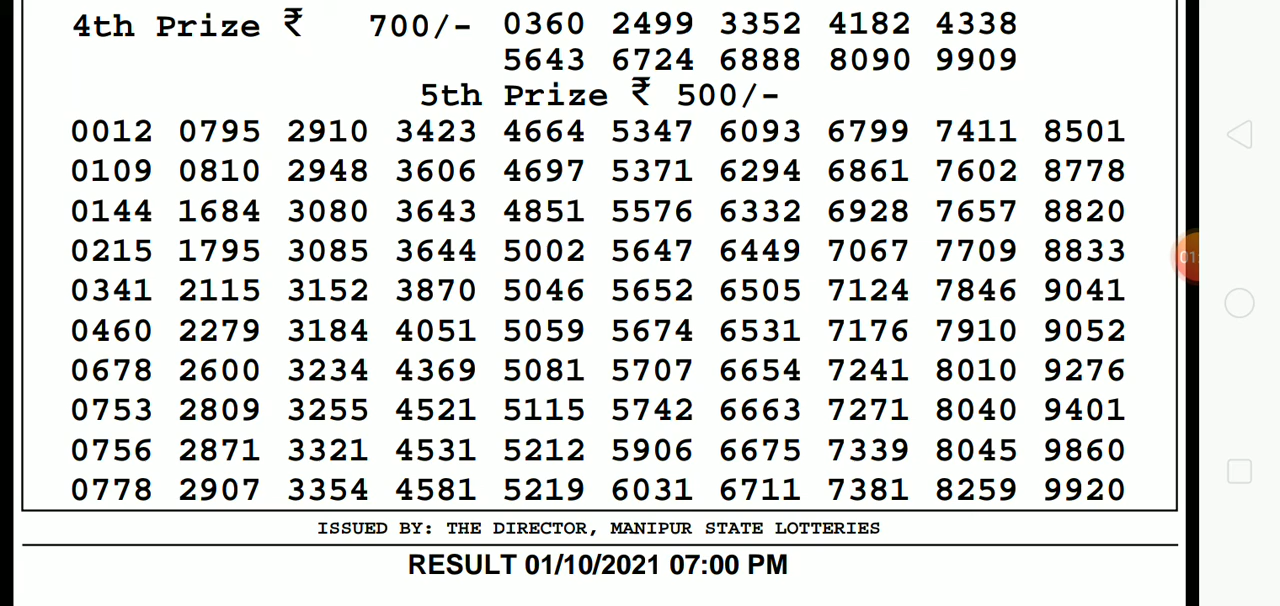 4th Prize ₹ 700/- 0360 2499 3352 4182 4338
5643 6724 6888 8090 9909
5th Prize ₹ 500/-
0012 0795 2910 3423 4664 5347 6093 6799 7411 8501
0109 0810 2948 3606 4697 5371 6294 6861 7602 8778
0144 1684 3080 3643 4851 5576 6332 6928 7657 8820
0215 1795 3085 3644 5002 5647 6449 7067 7709 8833
0341 2115 3152 3870 5046 5652 6505 7124 7846 9041
0460 2279 3184 4051 5059 5674 6531 7176 7910 9052
0678 2600 3234 4369 5081 5707 6654 7241 8010 9276
0753 2809 3255 4521 5115 5742 6663 7271 8040 9401
0756 2871 3321 4531 5212 5906 6675 7339 8045 9860
0778 2907 3354 4581 5219 6031 6711 7381 8259 9920
ISSUED BY: THE DIRECTOR, MANIPUR STATE LOTTERIES
RESULT 01/10/2021 07:00 PM